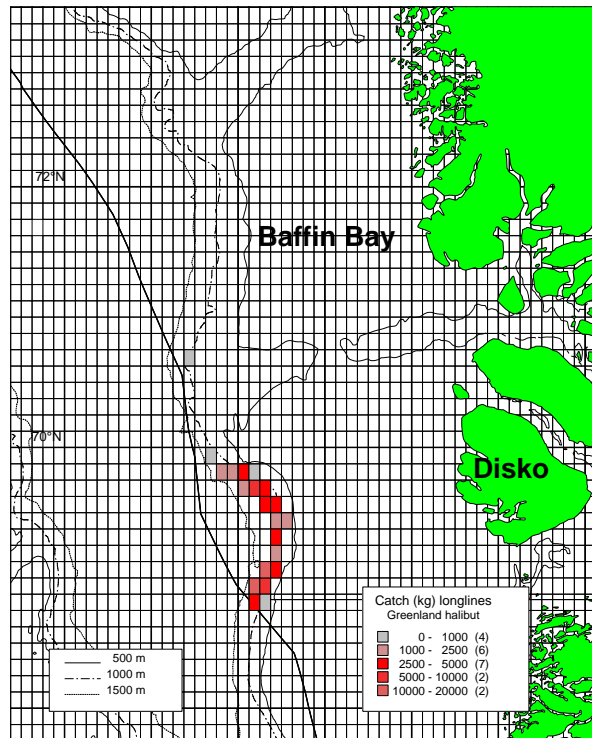 72°N
Baffin Bay
70°N
Disko
Catch (kg) longlines
Greenland halibut
0 - 1000 (4)
1000 - 2500 (6)
2500 - 5000 (7)
5000 - 10000 (2)
10000 - 20000 (2)
500 m
1000 m
1500 m